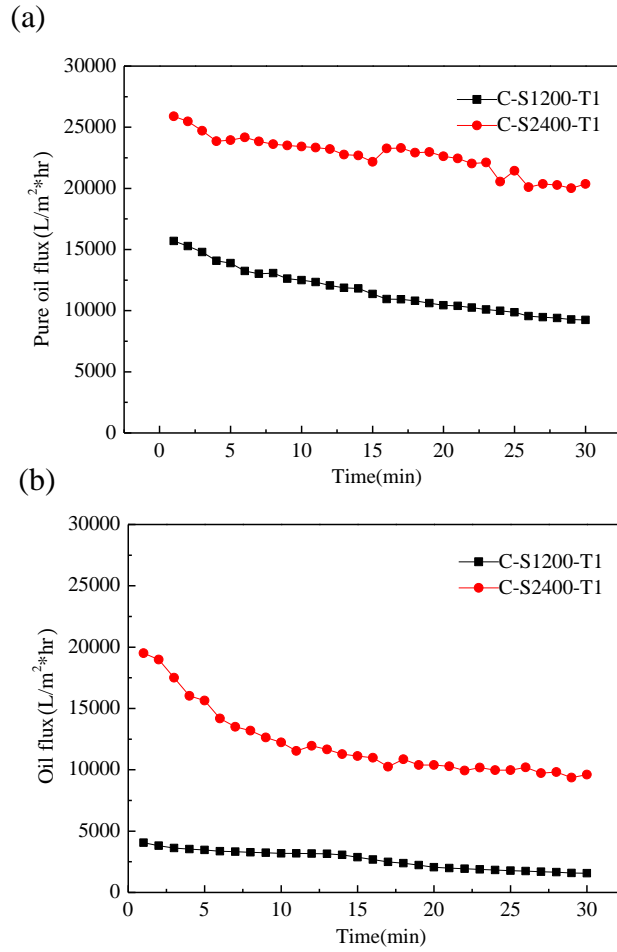 (a)
30000
25000
20000
15000
10000
5000
0
Pure oil flux(L/m²*hr)
C-S1200-T1
C-S2400-T1
0 5 10 15 20 25 30
Time(min)
(b)
30000
25000
20000
15000
10000
5000
0
Oil flux(L/m²*hr)
C-S1200-T1
C-S2400-T1
0 5 10 15 20 25 30
Time(min)